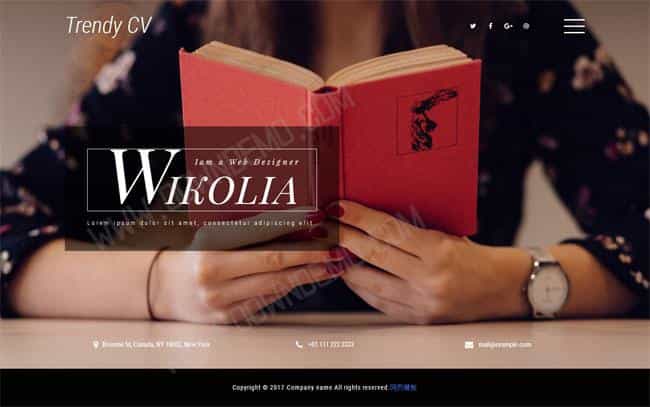 Trendy CV
Iam a Web Designer
WIKOLIA
Lorem ipsum dolor sit amet, consectetur adipiscing elit.
Broome St, Canada, NY 10002, New York
+01 111 222 3333
mail@example.com
Copyright © 2017.Company name All rights reserved.网页模板